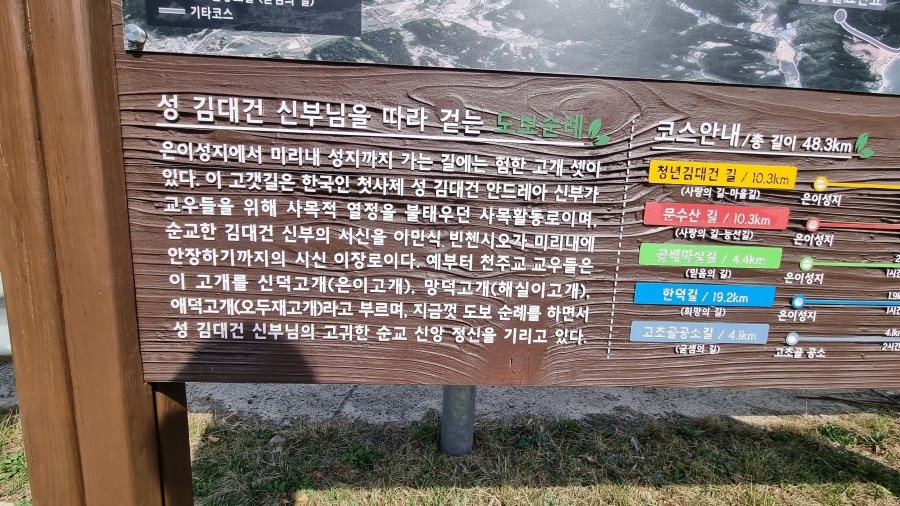 기타코스
성 김대건 신부님을 따라 걷는 도보순례
은이성지에서 미리내 성지까지 가는 길에는 험한 고개 셋이
있다. 이 고갯길은 한국인 첫사제 성 김대건 안드레아 신부가
교우들을 위해 사목적 열정을 불태우던 사목활동로이며,
순교한 김대건 신부의 시신을 이민식 빈첸시오가 미리내에
안장하기까지의 시신 이장로이다. 예부터 천주교 교우들은
이 고개를 신덕고개(은이고개), 망덕고개(해실이고개),
애덕고개(오두재고개)라고 부르며, 지금껏 도보 순례를 하면서
성 김대건 신부님의 고귀한 순교 신앙 정신을 기리고 있다.
코스안내/총 길이 48.3km
청년김대건 길 / 10.3km
(사랑의 길-마을길)
은이성지
문수산 길 / 10.3km
(사랑의 길-능선길)
은이성지
곰배마실길 / 4.4km
(믿음의 길)
은이성지
한덕길 / 19.2km
(희망의 길)
은이성지
고초골공소길 / 4.1km
(굳셈의 길)
고초골 공소